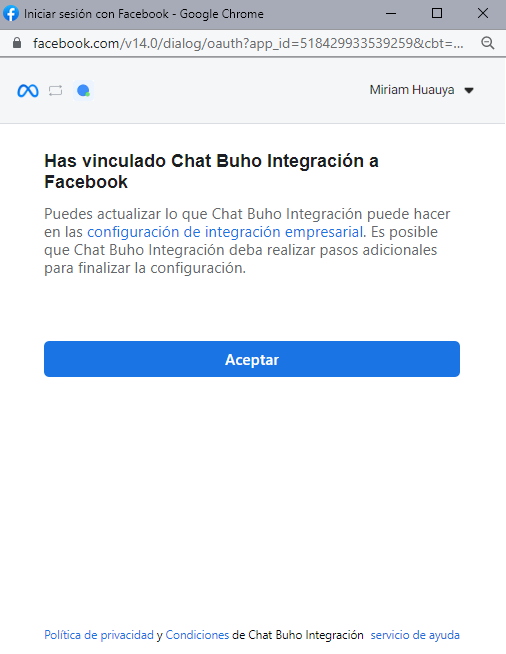 Iniciar sesión con Facebook - Google Chrome
facebook.com/v14.0/dialog/oauth?app_id=518429933539259&cbt=...
Miriam Huauya
Has vinculado Chat Buho Integración a
Facebook
Puedes actualizar lo que Chat Buho Integración puede hacer
en las configuración de integración empresarial. Es posible
que Chat Buho Integración deba realizar pasos adicionales
para finalizar la configuración.
Aceptar
Política de privacidad y Condiciones de Chat Buho Integración servicio de ayuda